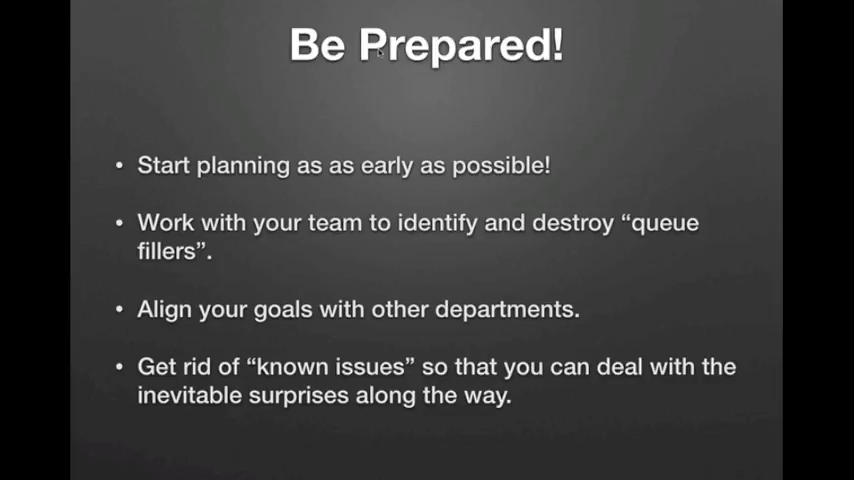 Be Prepared!
• Start planning as as early as possible!
• Work with your team to identify and destroy “queue
fillers”.
• Align your goals with other departments.
• Get rid of “known issues” so that you can deal with the
inevitable surprises along the way.